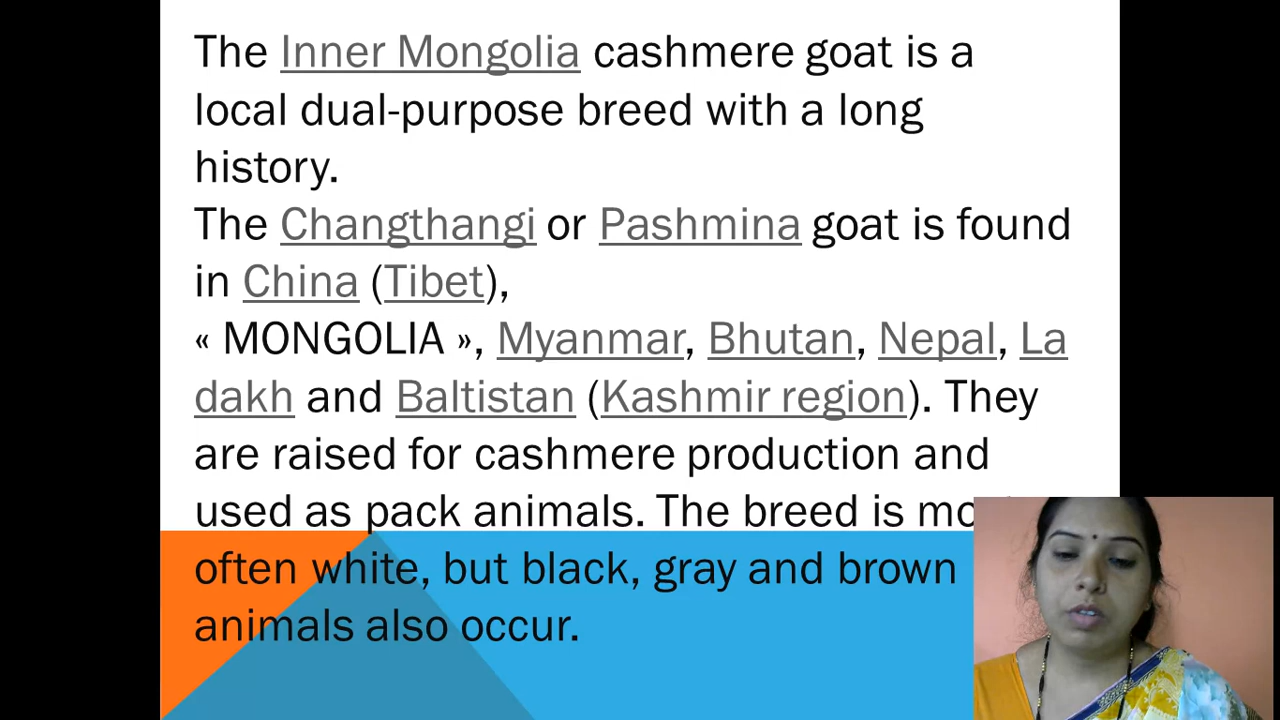 The Inner Mongolia cashmere goat is a
local dual-purpose breed with a long
history.
The Changthangi or Pashmina goat is found
in China (Tibet),
« MONGOLIA », Myanmar, Bhutan, Nepal, La
dakh and Baltistan (Kashmir region). They
are raised for cashmere production and
used as pack animals. The breed is
often white, but black, gray and brown
animals also occur.